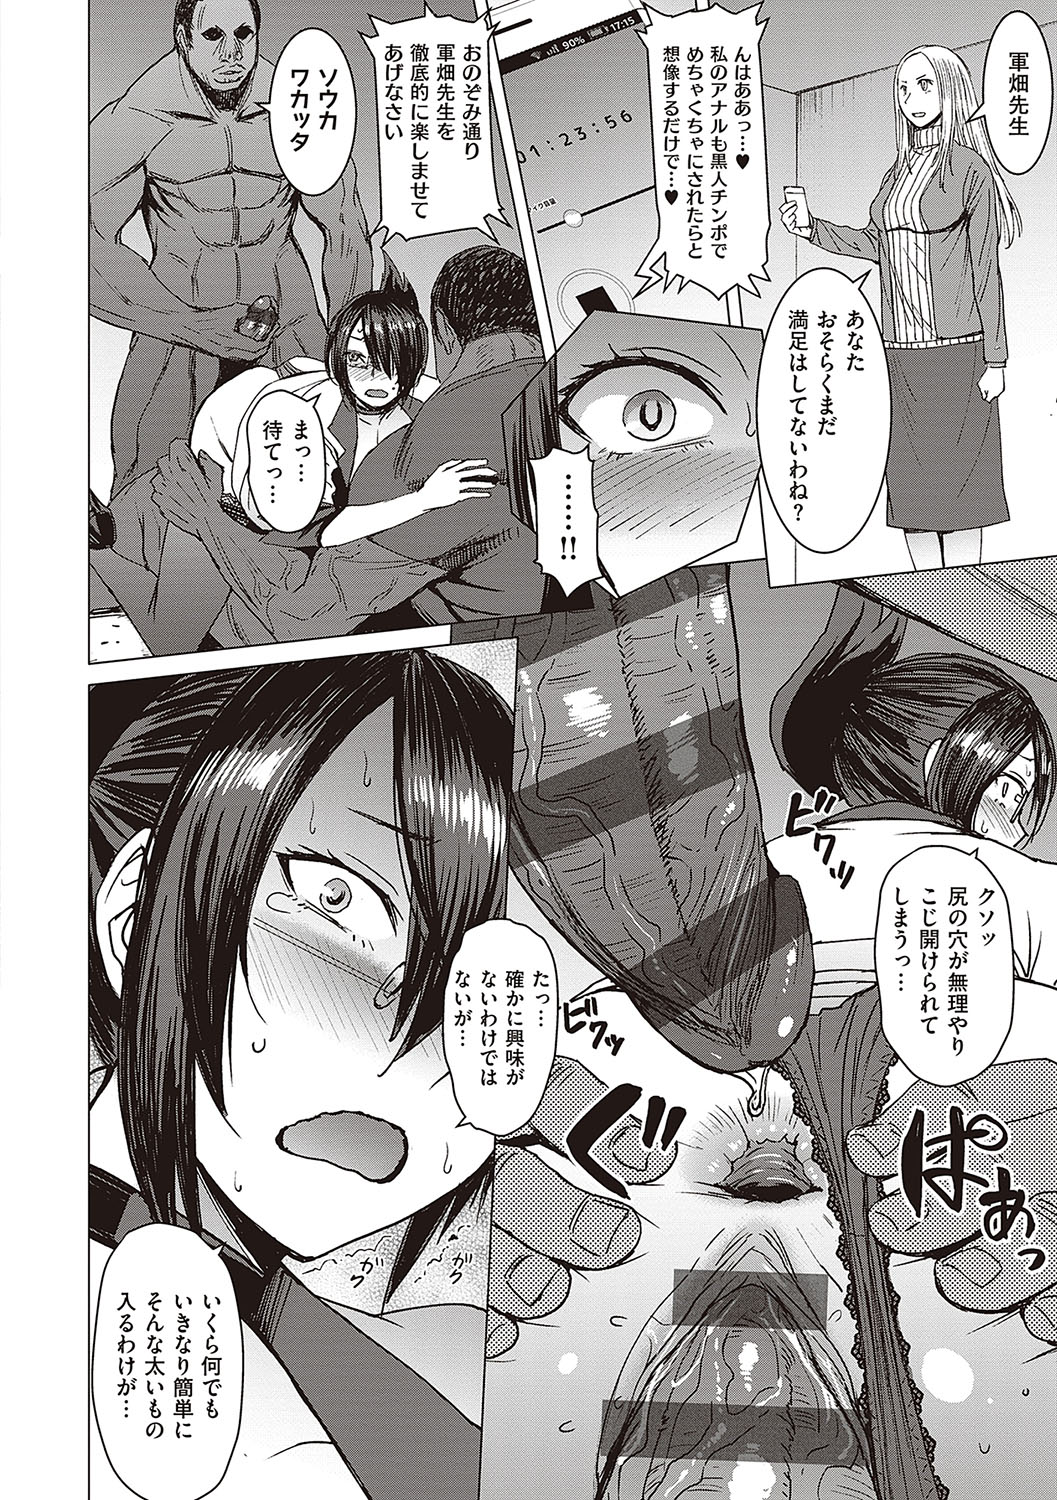 軍畑先生
あなた
おそらくまだ
満足はしてないわね？
17:15
90%
01:23:56
んはああっ…♥
私のアナルも黒人チンポで
めちゃくちゃにされたらと
想像するだけで…♥
………!!
おのぞみ通り
軍畑先生を
徹底的に楽しませて
あげなさい
ソウカ
ワカッタ
まっ…
待てっ…
ビクッ
ビクッ
クソッ
尻の穴が無理やり
こじ開けられて
しまうっ…
ぱぁっ
ぐ
たっ…
確かに興味が
ないわけでは
ないが…
いくら何でも
いきなり簡単に
そんな太いもの
入るわけが…